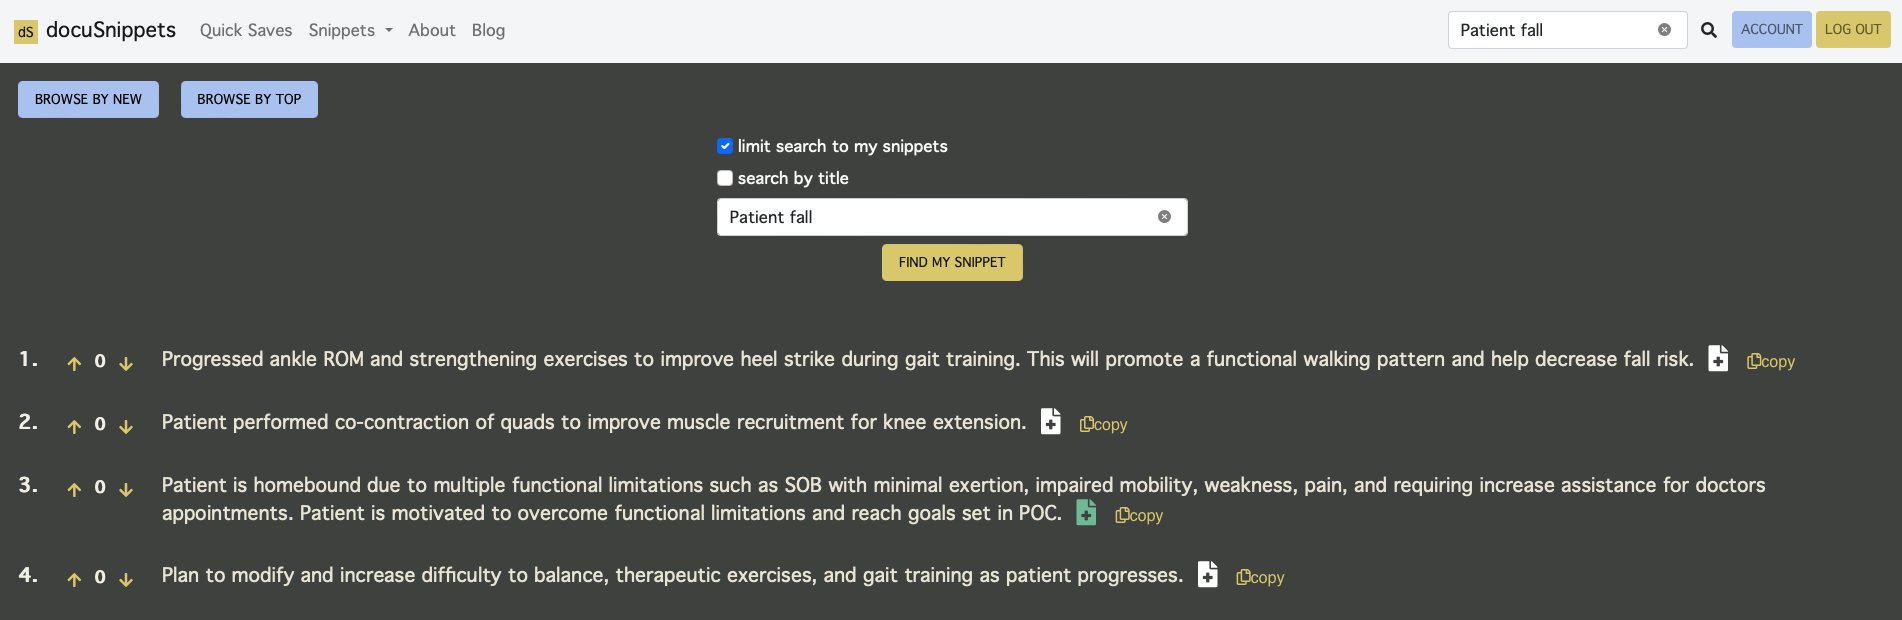 dS docuSnippets Quick Saves Snippets About Blog Patient fall ACCOUNT LOG OUT
BROWSE BY NEW BROWSE BY TOP
limit search to my snippets
search by title
Patient fall
FIND MY SNIPPET
1. 0 Progressed ankle ROM and strengthening exercises to improve heel strike during gait training. This will promote a functional walking pattern and help decrease fall risk. copy
2. 0 Patient performed co-contraction of quads to improve muscle recruitment for knee extension. copy
3. 0 Patient is homebound due to multiple functional limitations such as SOB with minimal exertion, impaired mobility, weakness, pain, and requiring increase assistance for doctors
appointments. Patient is motivated to overcome functional limitations and reach goals set in POC. copy
4. 0 Plan to modify and increase difficulty to balance, therapeutic exercises, and gait training as patient progresses. copy